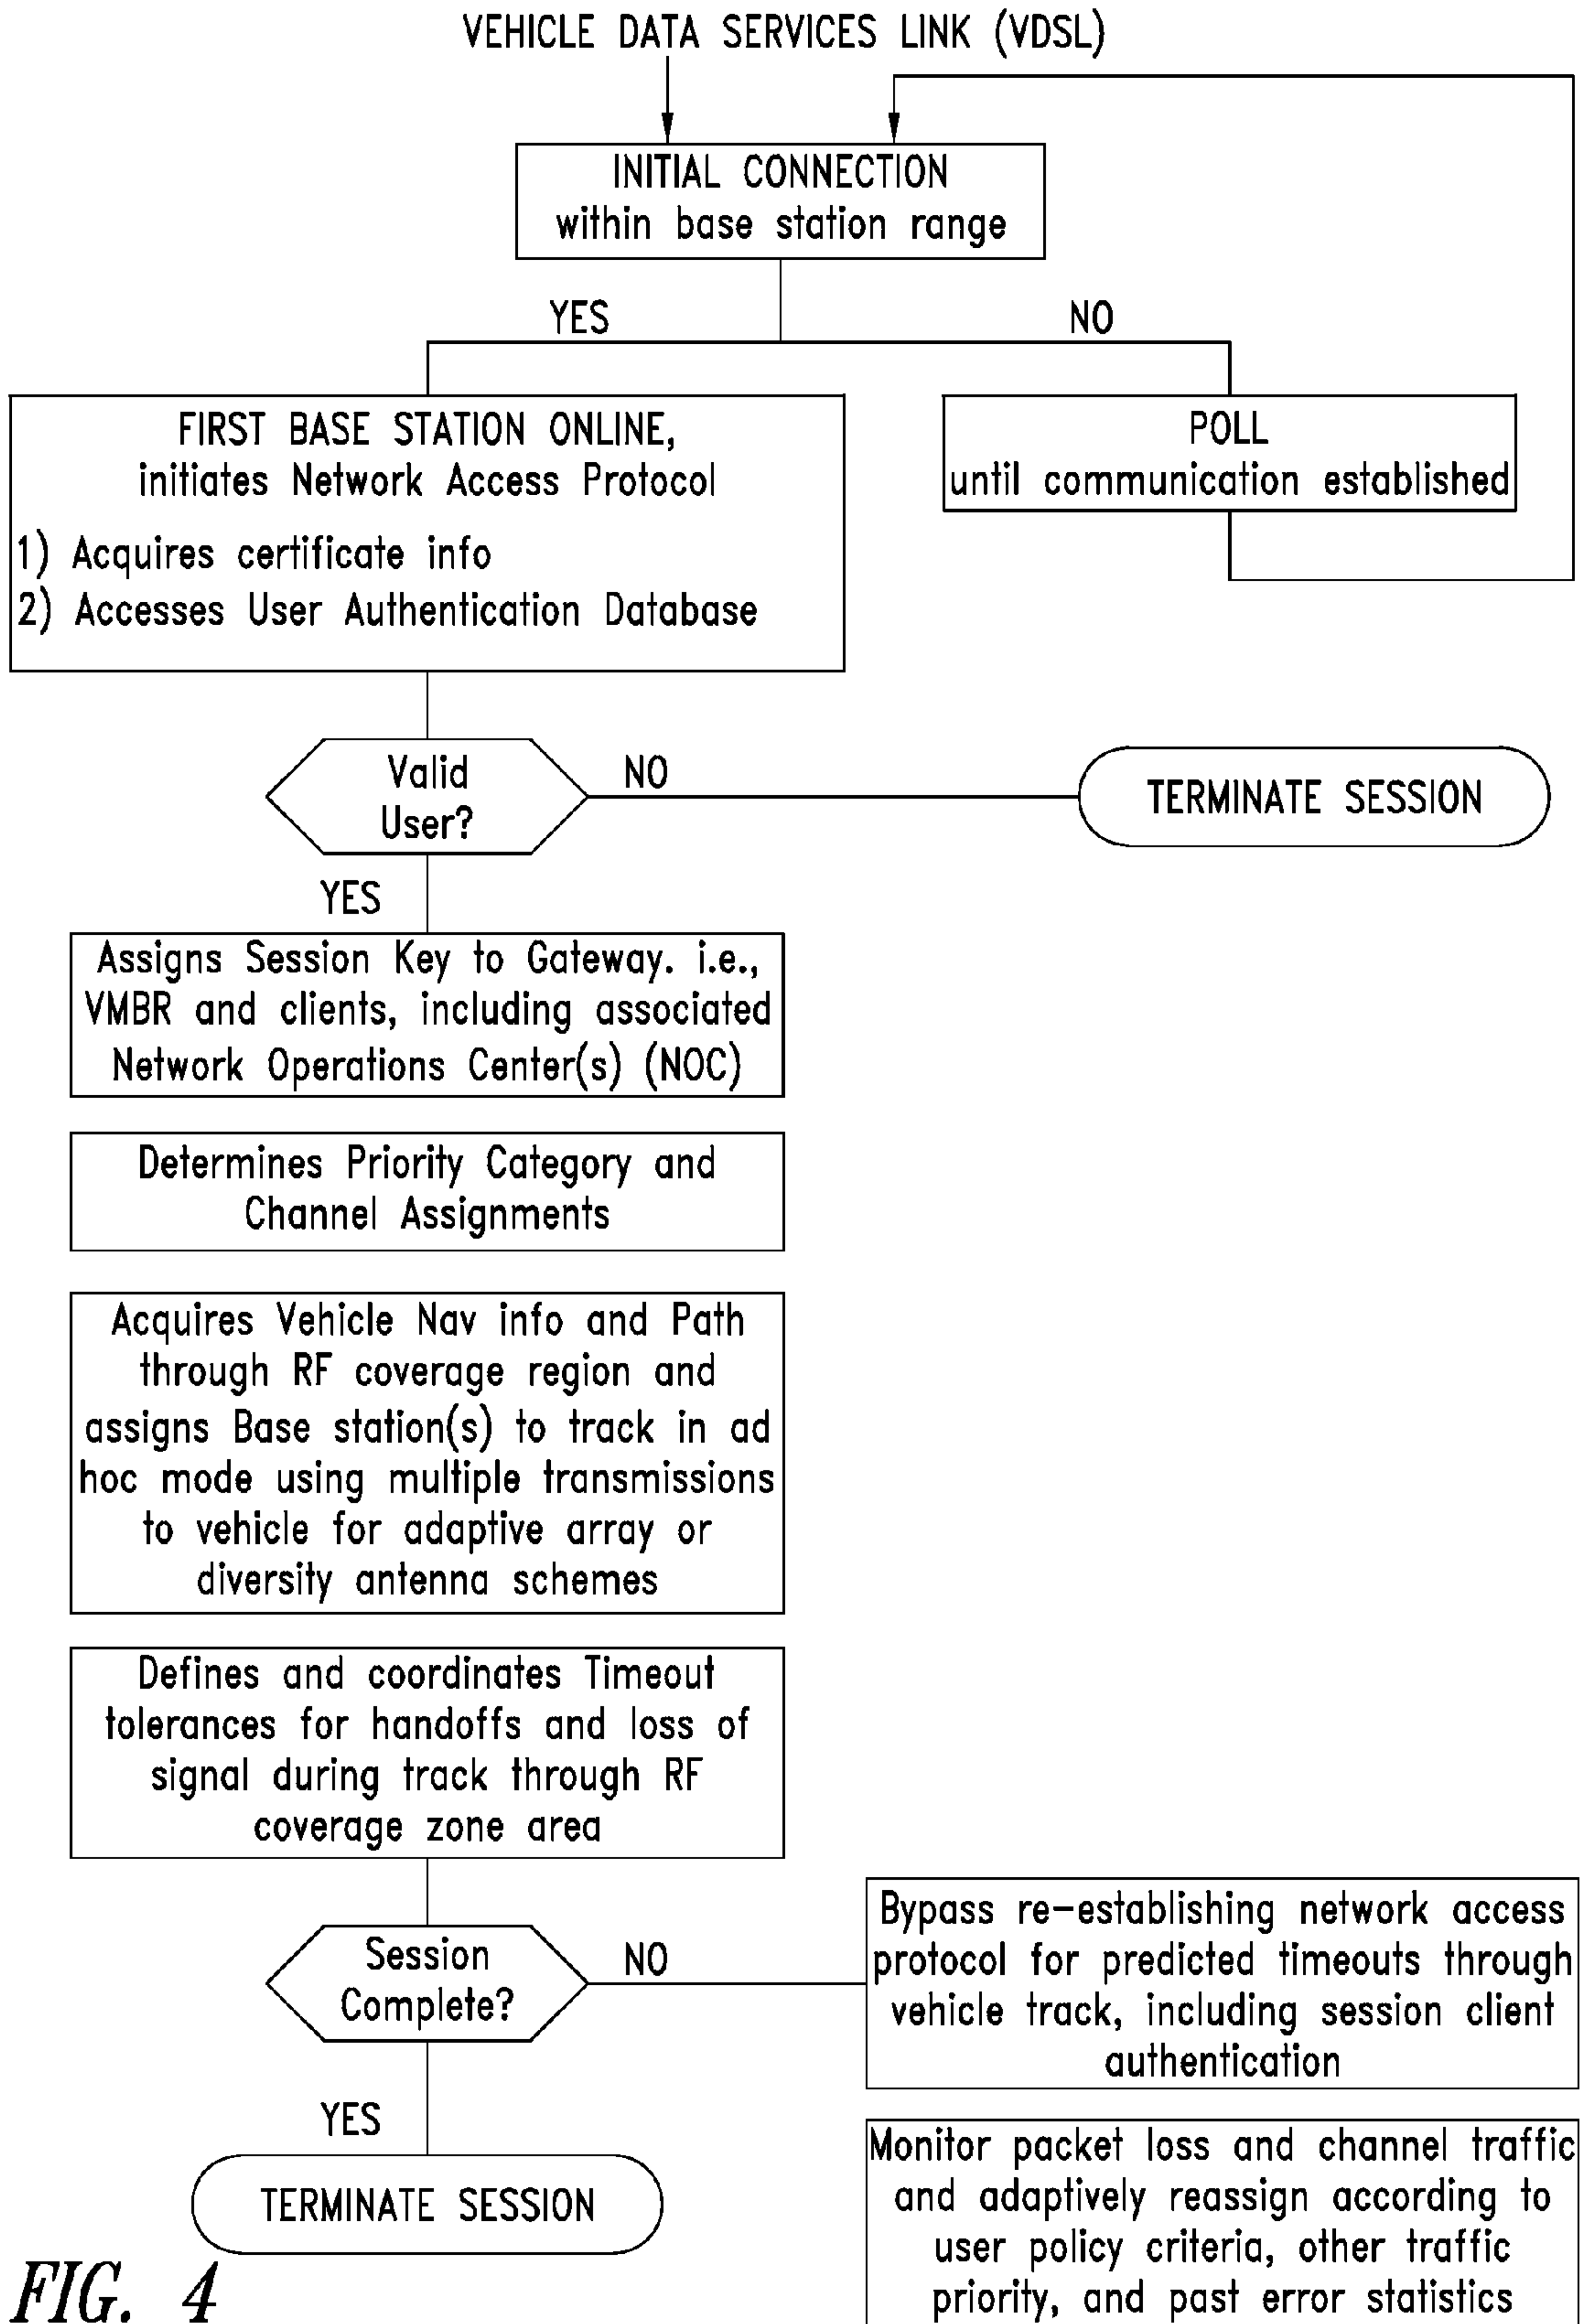 VEHICLE DATA SERVICES LINK (VDSL)
INITIAL CONNECTION
within base station range
YES
NO
FIRST BASE STATION ONLINE,
initiates Network Access Protocol
1) Acquires certificate info
2) Accesses User Authentication Database
POLL
until communication established
Valid
User?
NO
TERMINATE SESSION
YES
Assigns Session Key to Gateway. i.e.,
VMBR and clients, including associated
Network Operations Center(s) (NOC)
Determines Priority Category and
Channel Assignments
Acquires Vehicle Nav info and Path
through RF coverage region and
assigns Base station(s) to track in ad
hoc mode using multiple transmissions
to vehicle for adaptive array or
diversity antenna schemes
Defines and coordinates Timeout
tolerances for handoffs and loss of
signal during track through RF
coverage zone area
Session
Complete?
NO
Bypass re-establishing network access
protocol for predicted timeouts through
vehicle track, including session client
authentication
YES
TERMINATE SESSION
Monitor packet loss and channel traffic
and adaptively reassign according to
user policy criteria, other traffic
priority, and past error statistics
FIG. 4